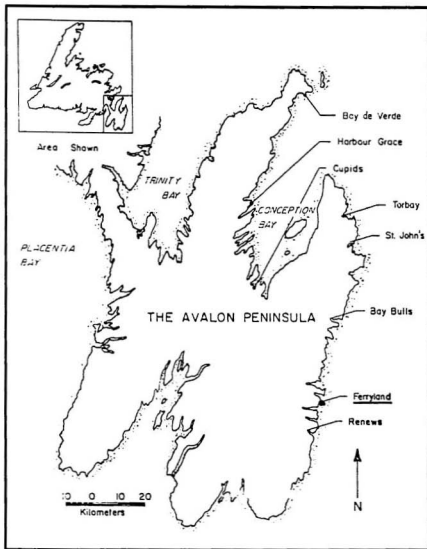 Area Shown
Bay de Verde
Harbour Grace
Cupids
TRINITY
BAY
CONCEPTION
BAY
Torbay
St. John's
PLACENTIA
BAY
THE AVALON PENINSULA
Bay Bulls
Ferryland
Renews
10 0 10 20
Kilometers
N